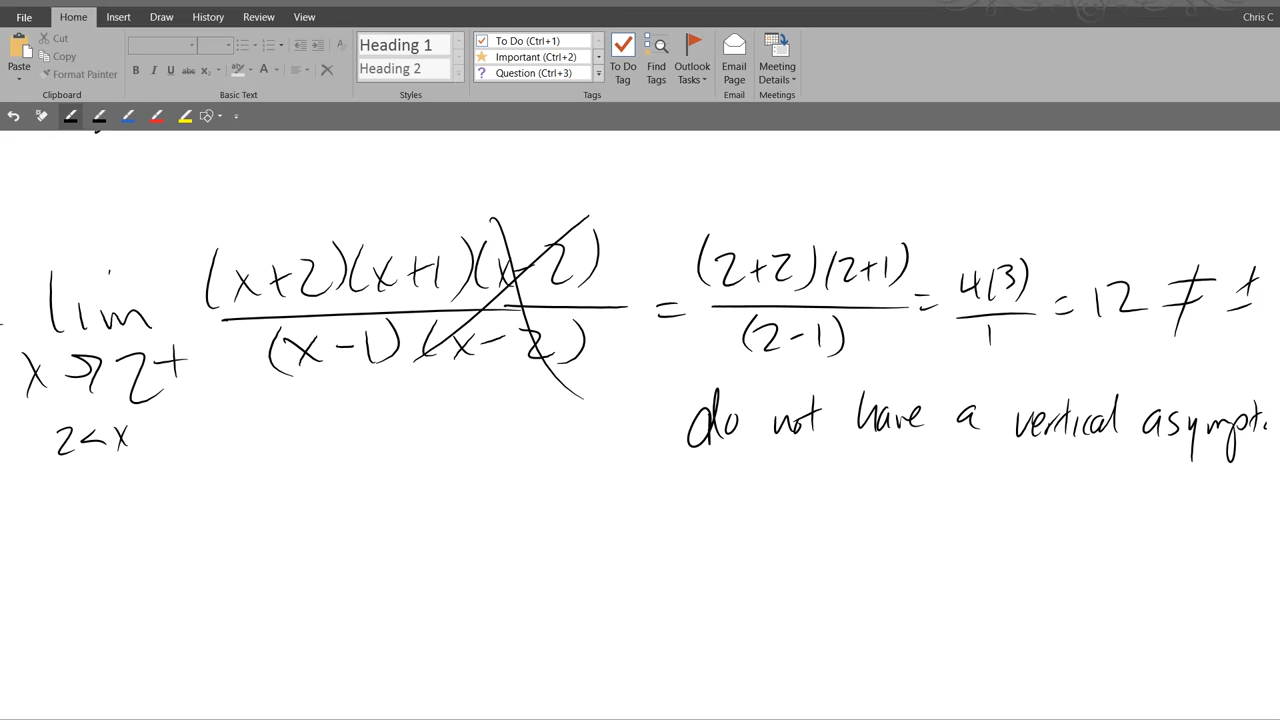 File Home Insert Draw History Review View Chris C
Paste Cut Copy Format Painter
B I U abc x₂ A
Heading 1
Heading 2
To Do (Ctrl+1)
Important (Ctrl+2)
Question (Ctrl+3)
To Do Tag
Find Tags
Outlook Tasks
Email Page
Meeting Details
Clipboard Basic Text Styles Tags Email Meetings
lim x→2+ (x+2)(x+1)(x-2) / (x-1)(x-2) = (2+2)(2+1) / (2-1) = 4(3) / 1 = 12 ≠ ±
2<x
do not have a vertical asympt